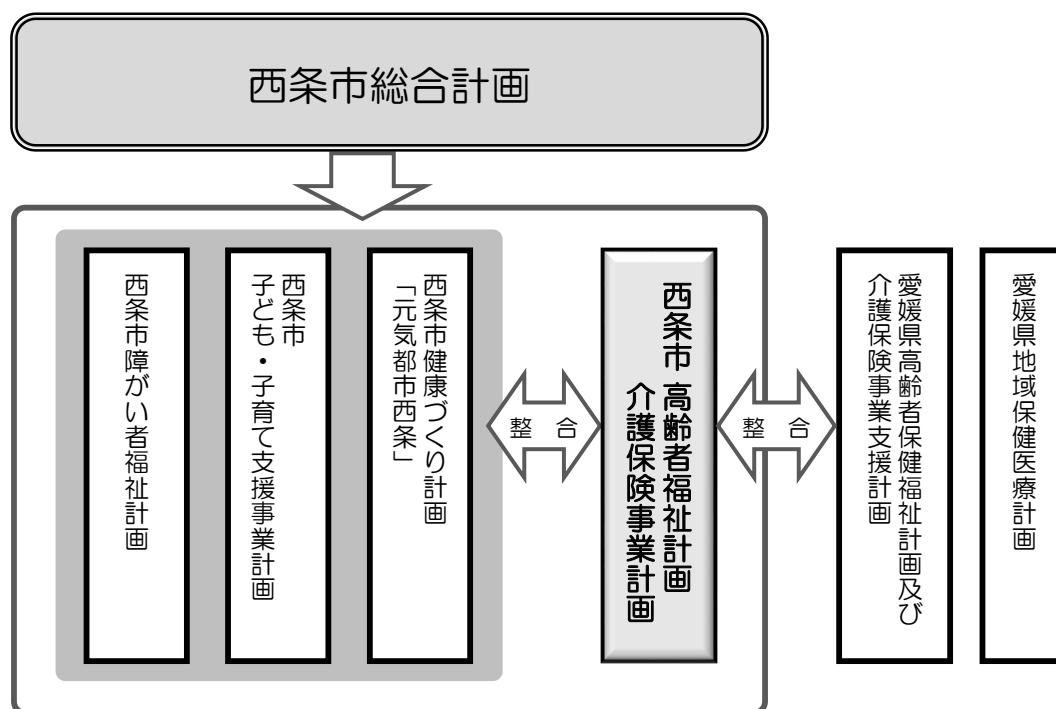 西条市総合計画
西条市障がい者福祉計画
西条市
子ども・子育て支援事業計画
西条市健康づくり計画
「元気都市西条」
整 合
西条市 高齢者福祉計画
介護保険事業計画
整 合
愛媛県高齢者保健福祉計画及び
介護保険事業支援計画
愛媛県地域保健医療計画